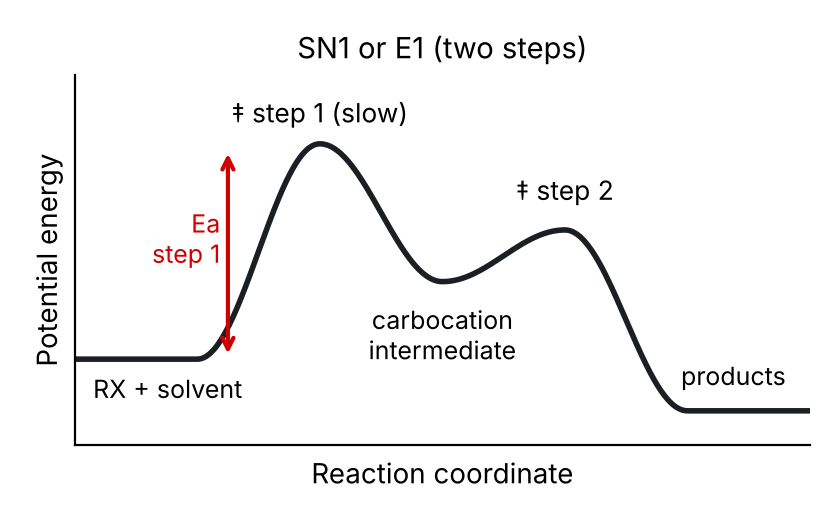 SN1 or E1 (two steps)
‡ step 1 (slow)
‡ step 2
Potential energy
Ea
step 1
carbocation
intermediate
RX + solvent
products
Reaction coordinate